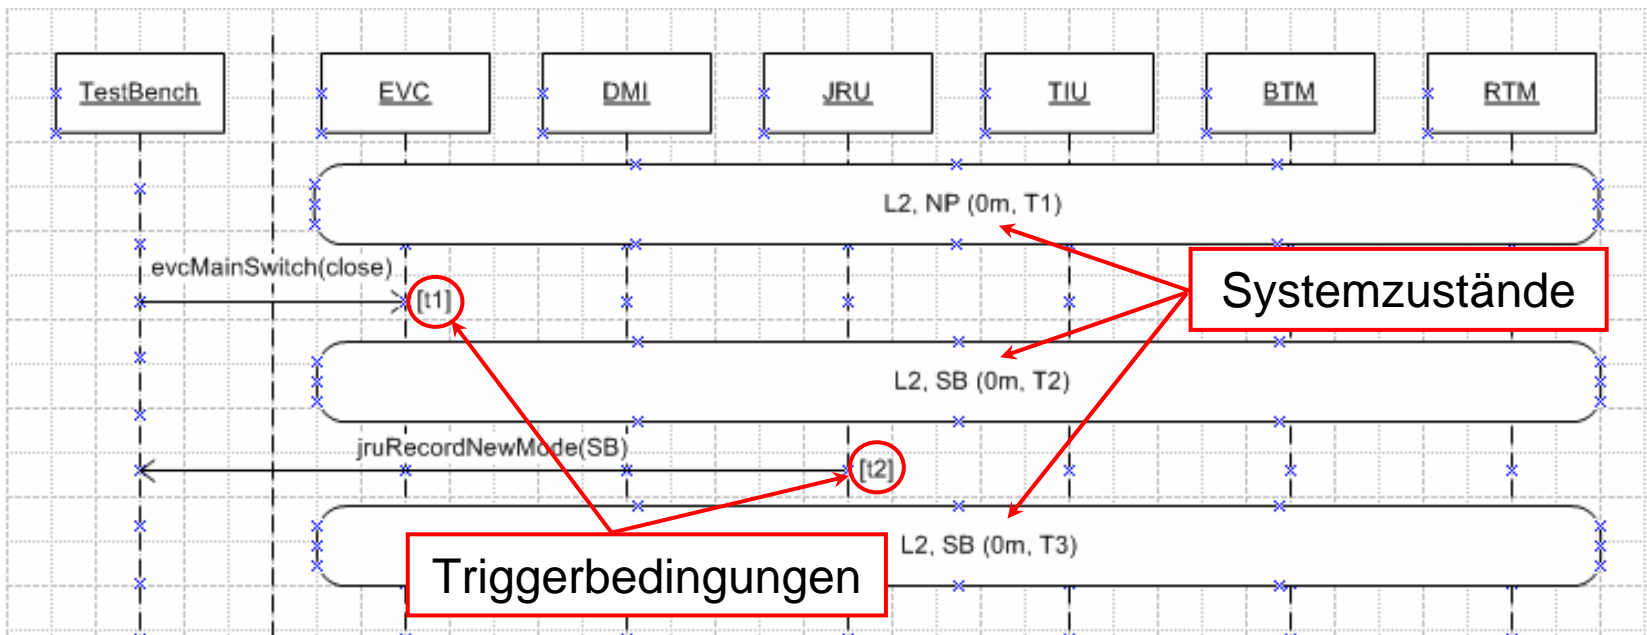 TestBench
EVC
DMI
JRU
TIU
BTM
RTM
L2, NP (0m, T1)
evcMainSwitch(close)
[t1]
Systemzustände
L2, SB (0m, T2)
jruRecordNewMode(SB)
[t2]
L2, SB (0m, T3)
Triggerbedingungen